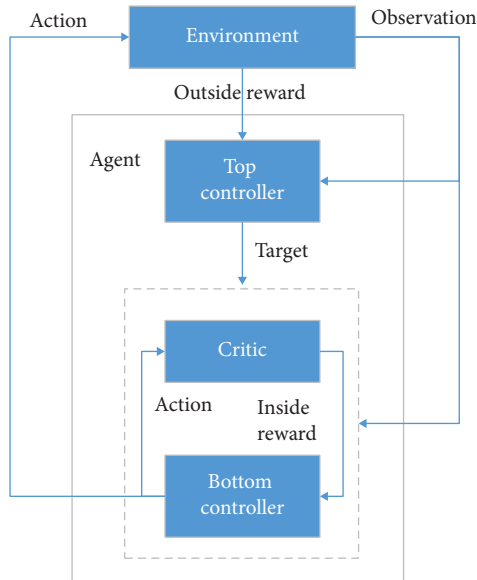 Action
Environment
Observation
Outside reward
Agent
Top
controller
Target
Critic
Action
Inside
reward
Bottom
controller